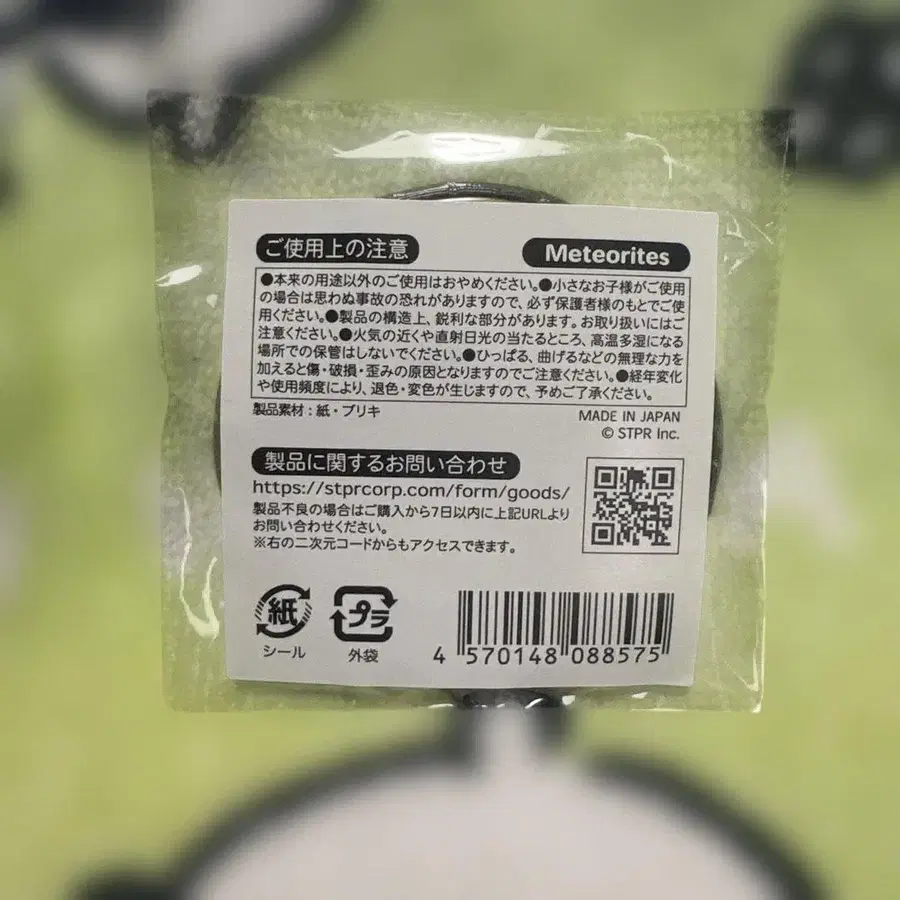 ご使用上の注意
Meteorites
●本来の用途以外のご使用はおやめください。●小さなお子様がご使用
の場合は思わぬ事故の恐れがありますので、必ず保護者様のもとでご使
用ください。●製品の構造上、鋭利な部分があります。お取り扱いにはご
注意ください。●火気の近くや直射日光の当たるところ、高温多湿になる
場所での保管はしないでください。●ひっぱる、曲げるなどの無理な力を
加えると傷・破損・歪みの原因となりますのでご注意ください。●経年変化
や使用頻度により、退色・変色が生じますので、予めご了承ください。
製品素材：紙・ブリキ
MADE IN JAPAN
© STPR Inc.
製品に関するお問い合わせ
https://stprcorp.com/form/goods/
製品不良の場合はご購入から7日以内に上記URLより
お問い合わせください。
※右の二次元コードからもアクセスできます。
紙
シール
プラ
外袋
4 570148 088575